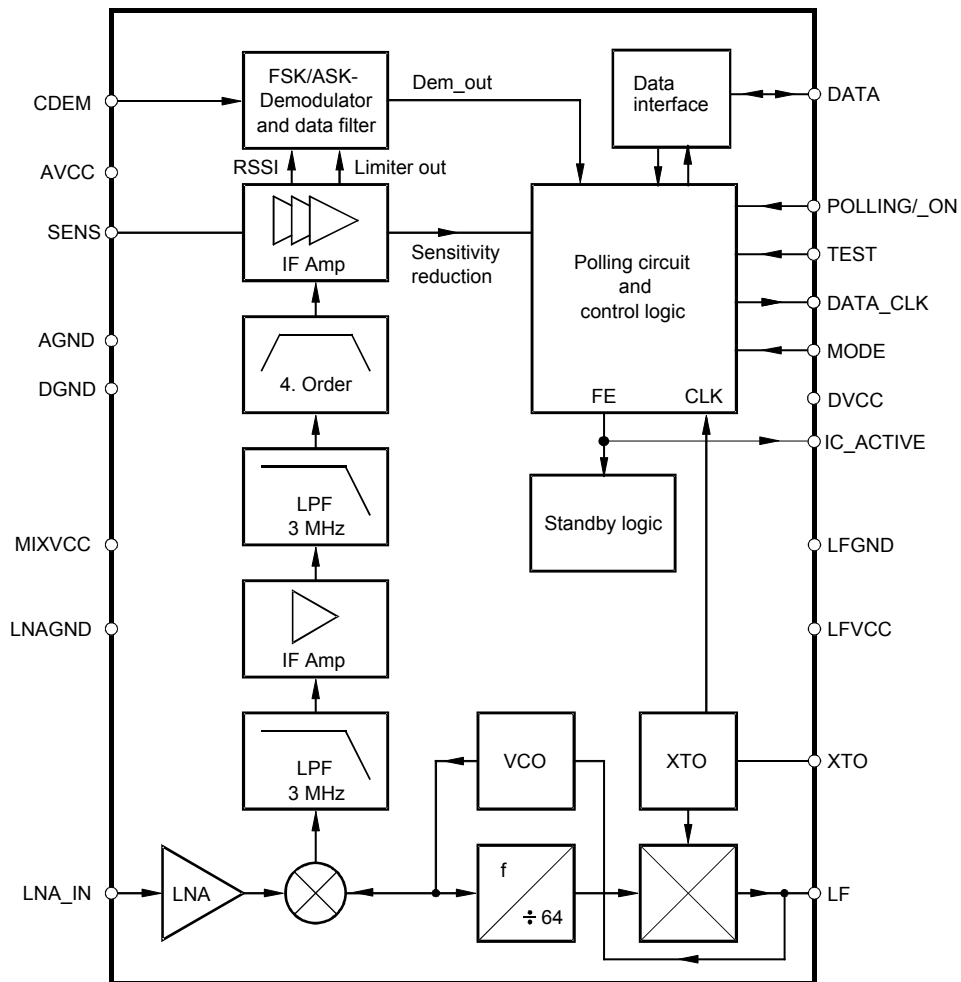 CDEM
FSK/ASK-
Demodulator
and data filter
Dem_out
Data
interface
DATA
AVCC
RSSI
Limiter out
SENS
IF Amp
Sensitivity
reduction
Polling circuit
and
control logic
FE
CLK
POLLING/_ON
TEST
DATA_CLK
MODE
DVCC
IC_ACTIVE
AGND
DGND
4. Order
LPF
3 MHz
Standby logic
MIXVCC
LFGND
LNAGND
IF Amp
LFVCC
LPF
3 MHz
VCO
XTO
XTO
LNA_IN
LNA
f
÷ 64
LF